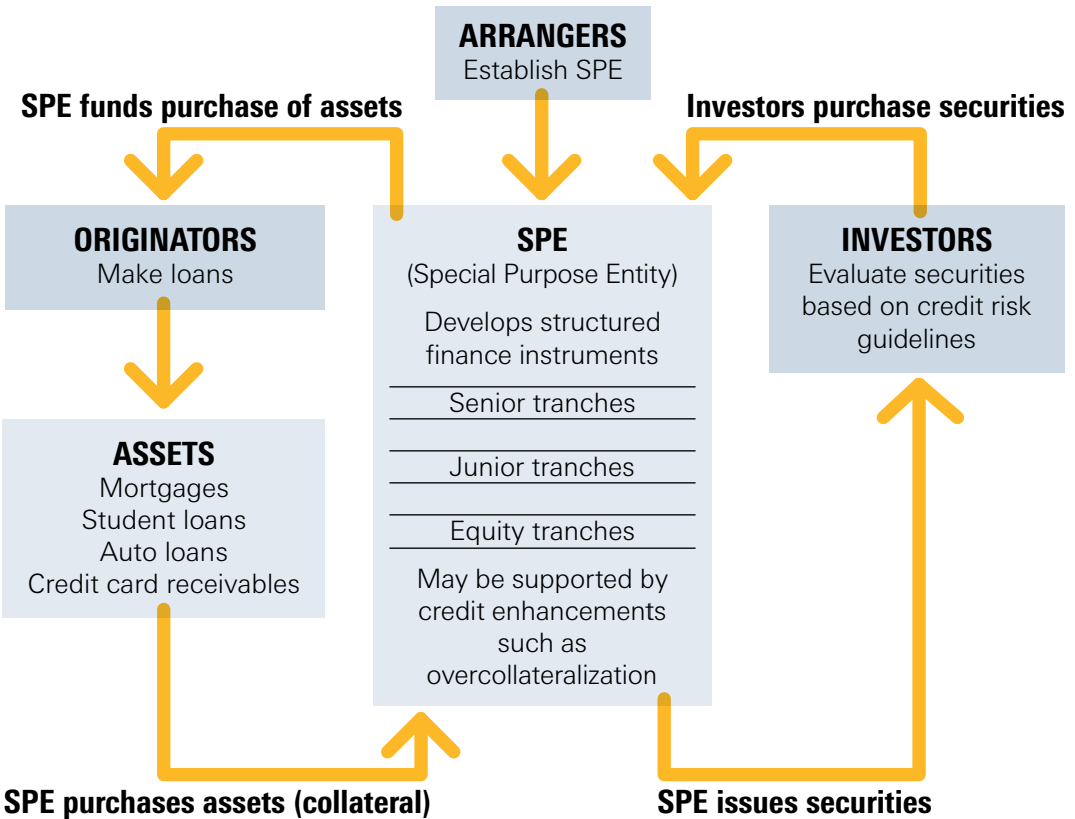 ARRANGERS
Establish SPE
SPE funds purchase of assets
Investors purchase securities
ORIGINATORS
Make loans
ASSETS
Mortgages
Student loans
Auto loans
Credit card receivables
SPE
(Special Purpose Entity)
Develops structured
finance instruments
Senior tranches
Junior tranches
Equity tranches
May be supported by
credit enhancements
such as
overcollateralization
INVESTORS
Evaluate securities
based on credit risk
guidelines
SPE purchases assets (collateral)
SPE issues securities